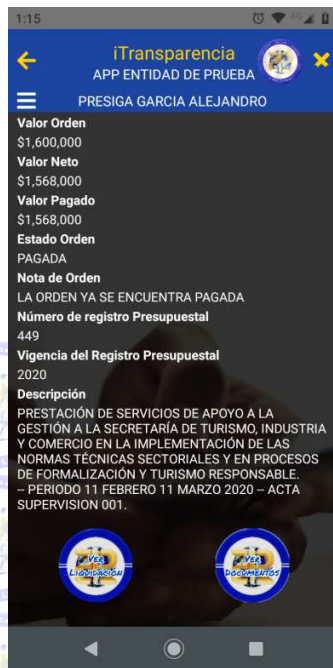 1:15
4G
iTransparencia
APP ENTIDAD DE PRUEBA
PRESIGA GARCIA ALEJANDRO
Valor Orden
$1,600,000
Valor Neto
$1,568,000
Valor Pagado
$1,568,000
Estado Orden
PAGADA
Nota de Orden
LA ORDEN YA SE ENCUENTRA PAGADA
Número de registro Presupuestal
449
Vigencia del Registro Presupuestal
2020
Descripción
PRESTACIÓN DE SERVICIOS DE APOYO A LA
GESTIÓN A LA SECRETARÍA DE TURISMO, INDUSTRIA
Y COMERCIO EN LA IMPLEMENTACIÓN DE LAS
NORMAS TÉCNICAS SECTORIALES Y EN PROCESOS
DE FORMALIZACIÓN Y TURISMO RESPONSABLE.
-- PERIODO 11 FEBRERO 11 MARZO 2020 -- ACTA
SUPERVISION 001.
VER
LIQUIDACIÓN
VER
DOCUMENTOS